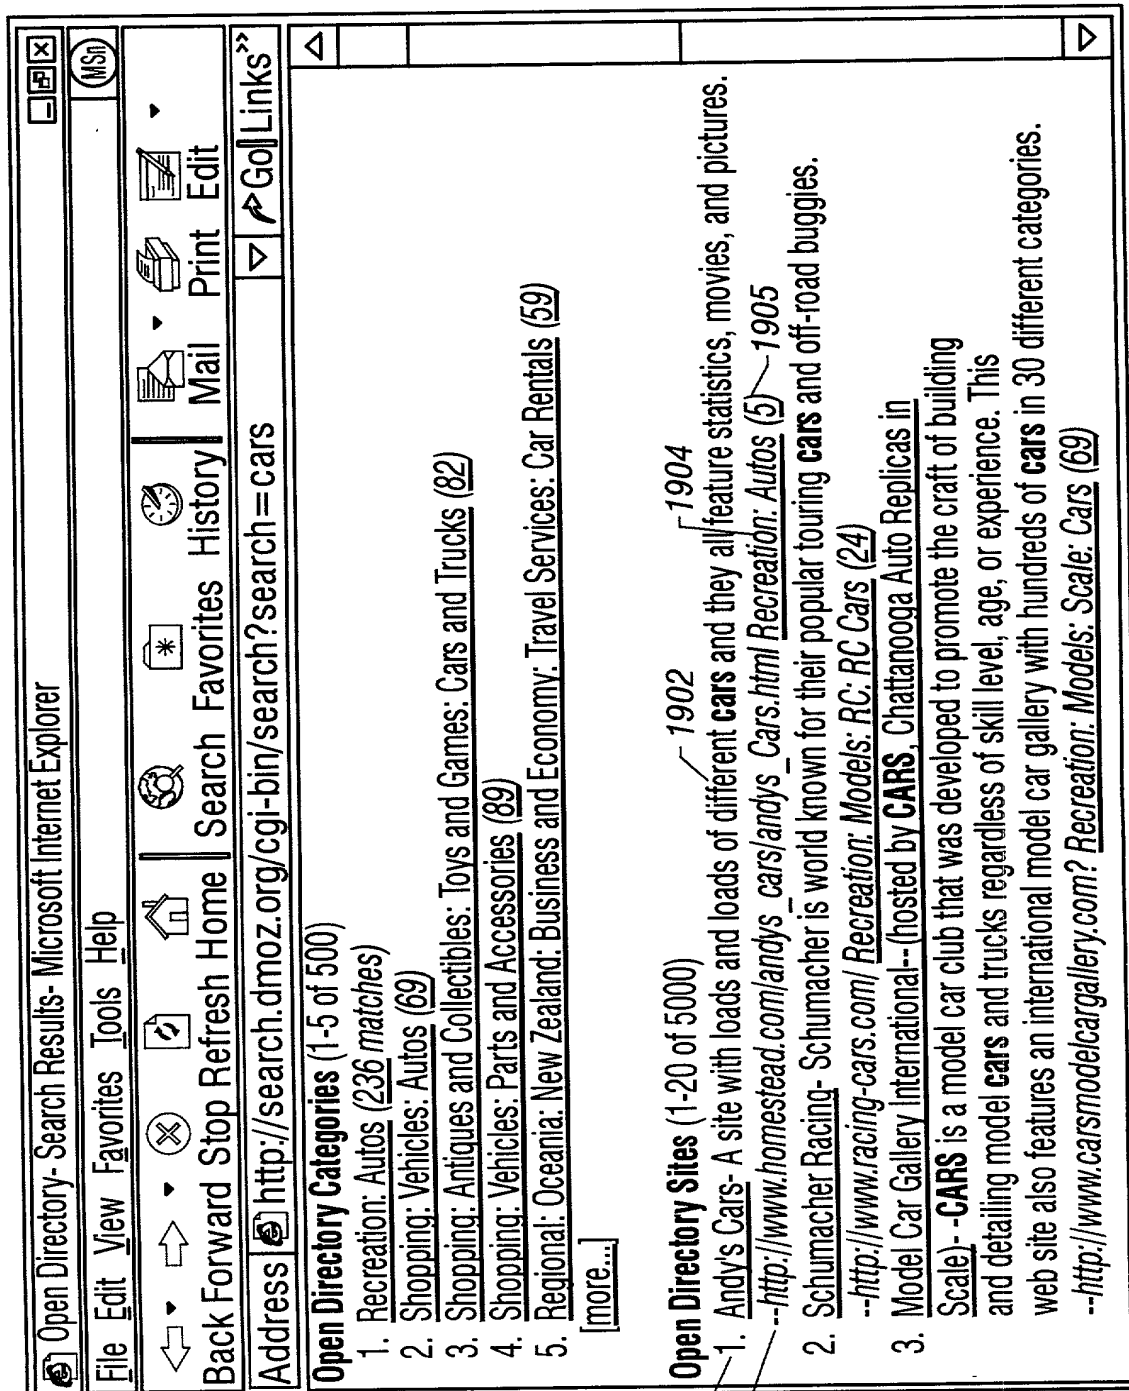 Open Directory- Search Results- Microsoft Internet Explorer
File Edit View Favorites Tools Help
MSn
Back Forward Stop Refresh Home Search Favorites History Mail Print Edit
Address http://search.dmoz.org/cgi-bin/search?search=cars Go Links»
Open Directory Categories (1-5 of 500)
1. Recreation: Autos (236 matches)
2. Shopping: Vehicles: Autos (69)
3. Shopping: Antiques and Collectibles: Toys and Games: Cars and Trucks (82)
4. Shopping: Vehicles: Parts and Accessories (89)
5. Regional: Oceania: New Zealand: Business and Economy: Travel Services: Car Rentals (59)
[more...]
1902
1904
Open Directory Sites (1-20 of 5000)
1. Andy's Cars- A site with loads and loads of different cars and they all feature statistics, movies, and pictures.
--http://www.homestead.com/andys_cars/andys_Cars.html Recreation: Autos (5) 1905
2. Schumacher Racing- Schumacher is world known for their popular touring cars and off-road buggies.
--http://www.racing-cars.com/ Recreation: Models: RC: RC Cars (24)
3. Model Car Gallery International--(hosted by CARS, Chattanooga Auto Replicas in
Scale)- -CARS is a model car club that was developed to promote the craft of building
and detailing model cars and trucks regardless of skill level, age, or experience. This
web site also features an international model car gallery with hundreds of cars in 30 different categories.
--http://www.carsmodelcargallery.com? Recreation: Models: Scale: Cars (69)